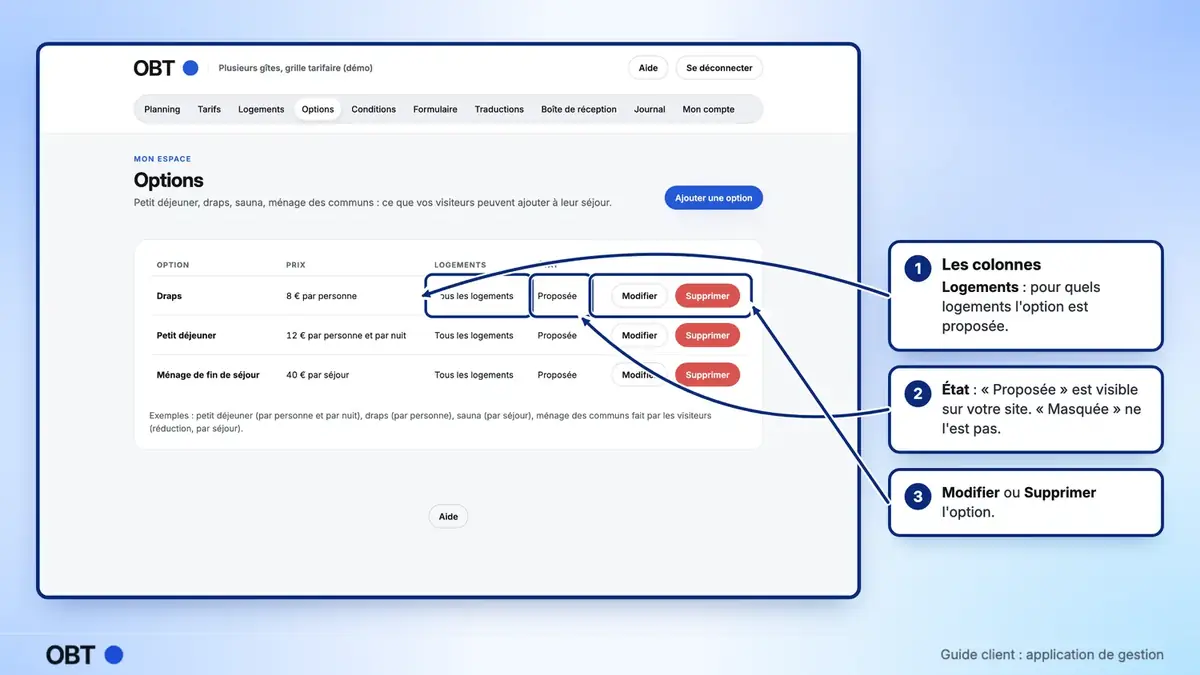 OBT
Plusieurs gîtes, grille tarifaire (démo)
Aide
Se déconnecter
Planning
Tarifs
Logements
Options
Conditions
Formulaire
Traductions
Boîte de réception
Journal
Mon compte
MON ESPACE
Options
Petit déjeuner, draps, sauna, ménage des communs : ce que vos visiteurs peuvent ajouter à leur séjour.
Ajouter une option
OPTION PRIX LOGEMENTS
Draps 8 € par personne les logements Proposée Modifier Supprimer
Petit déjeuner 12 € par personne et par nuit Tous les logements Proposée Modifier Supprimer
Ménage de fin de séjour 40 € par séjour Tous les logements Proposée Supprimer
Exemples : petit déjeuner (par personne et par nuit), draps (par personne), sauna (par séjour), ménage des communs fait par les visiteurs
(réduction, par séjour).
Aide
1 Les colonnes
Logements : pour quels
logements l'option est
proposée.
2 État : « Proposée » est visible
sur votre site. « Masquée » ne
l'est pas.
3 Modifier ou Supprimer
l'option.
OBT
Guide client : application de gestion